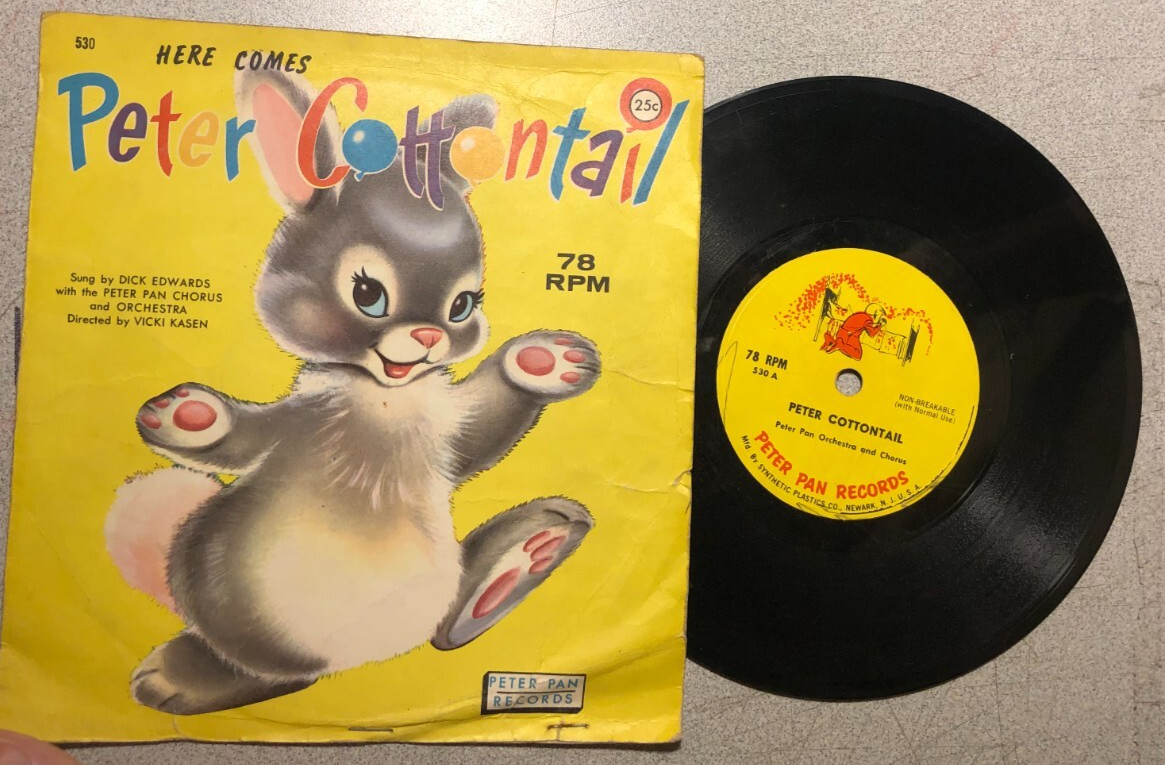 530
HERE COMES
Peter Cottontail
25c
78
RPM
Sung by DICK EDWARDS
with the PETER PAN CHORUS
and ORCHESTRA
Directed by VICKI KASEN
PETER PAN
RECORDS
78 RPM
530 A
NON-BREAKABLE
(with Normal Use)
PETER COTTONTAIL
Peter Pan Orchestra and Chorus
PETER PAN RECORDS
Mfd By SYNTHETIC PLASTICS CO., NEWARK, N. J. U. S. A.